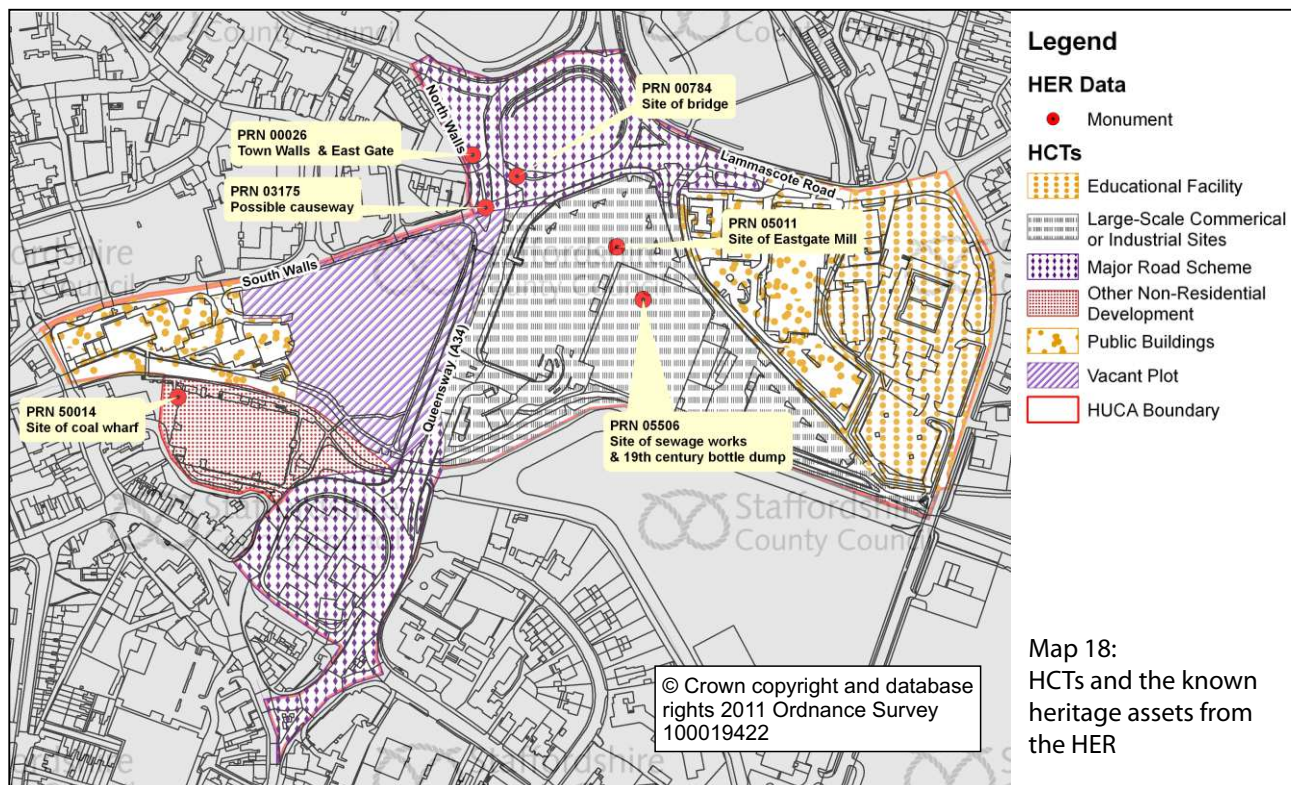 County Council
County Council
PRN 00784
Site of bridge
North Walls
PRN 00026
Town Walls & East Gate
Lammascote Road
PRN 03175
Possible causeway
PRN 05011
Site of Eastgate Mill
South Walls
Queensway (A34)
PRN 50014
Site of coal wharf
PRN 05506
Site of sewage works
& 19th century bottle dump
Staffordshire
County Council
© Crown copyright and database
rights 2011 Ordnance Survey
100019422
Legend
HER Data
Monument
HCTs
Educational Facility
Large-Scale Commerical
or Industrial Sites
Major Road Scheme
Other Non-Residential
Development
Public Buildings
Vacant Plot
HUCA Boundary
Map 18:
HCTs and the known
heritage assets from
the HER